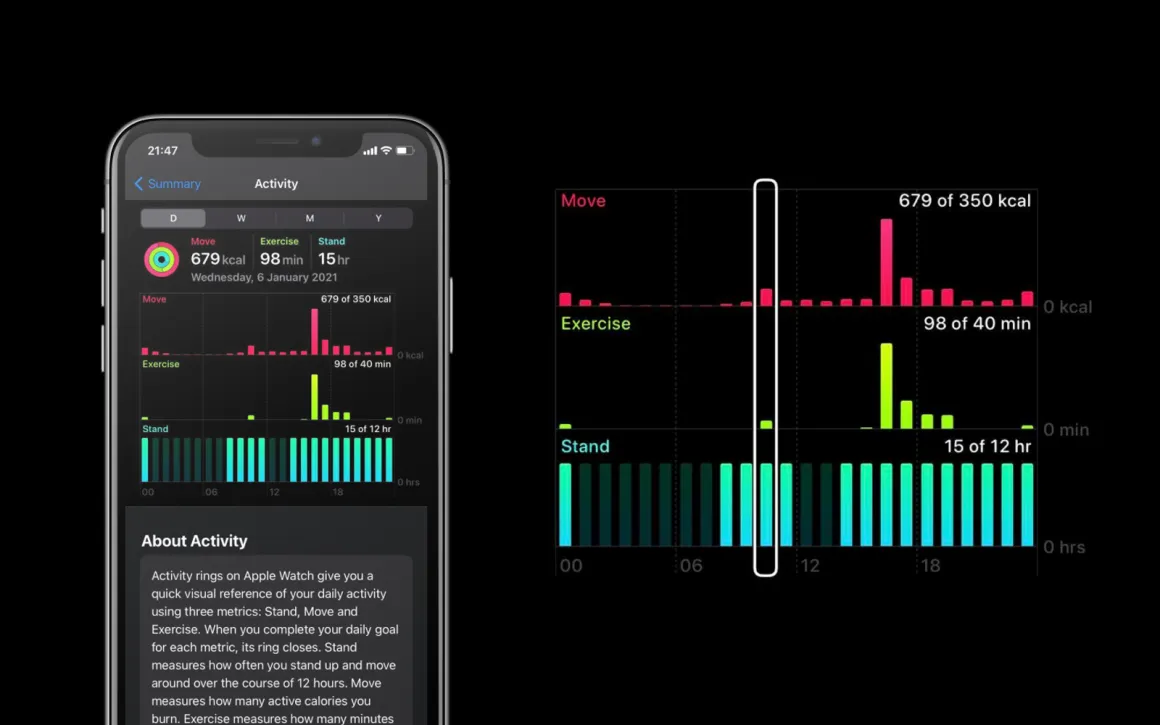 21:47
Summary
Activity
D W M Y
Move Exercise Stand
679 kcal 98 min 15 hr
Wednesday, 6 January 2021
Move 679 of 350 kcal
0 kcal
Exercise 98 of 40 min
0 min
Stand 15 of 12 hr
0 hrs
00 06 12 18
About Activity
Activity rings on Apple Watch give you a
quick visual reference of your daily activity
using three metrics: Stand, Move and
Exercise. When you complete your daily goal
for each metric, its ring closes. Stand
measures how often you stand up and move
around over the course of 12 hours. Move
measures how many active calories you
burn. Exercise measures how many minutes
Move 679 of 350 kcal
0 kcal
Exercise 98 of 40 min
0 min
Stand 15 of 12 hr
0 hrs
00 06 12 18